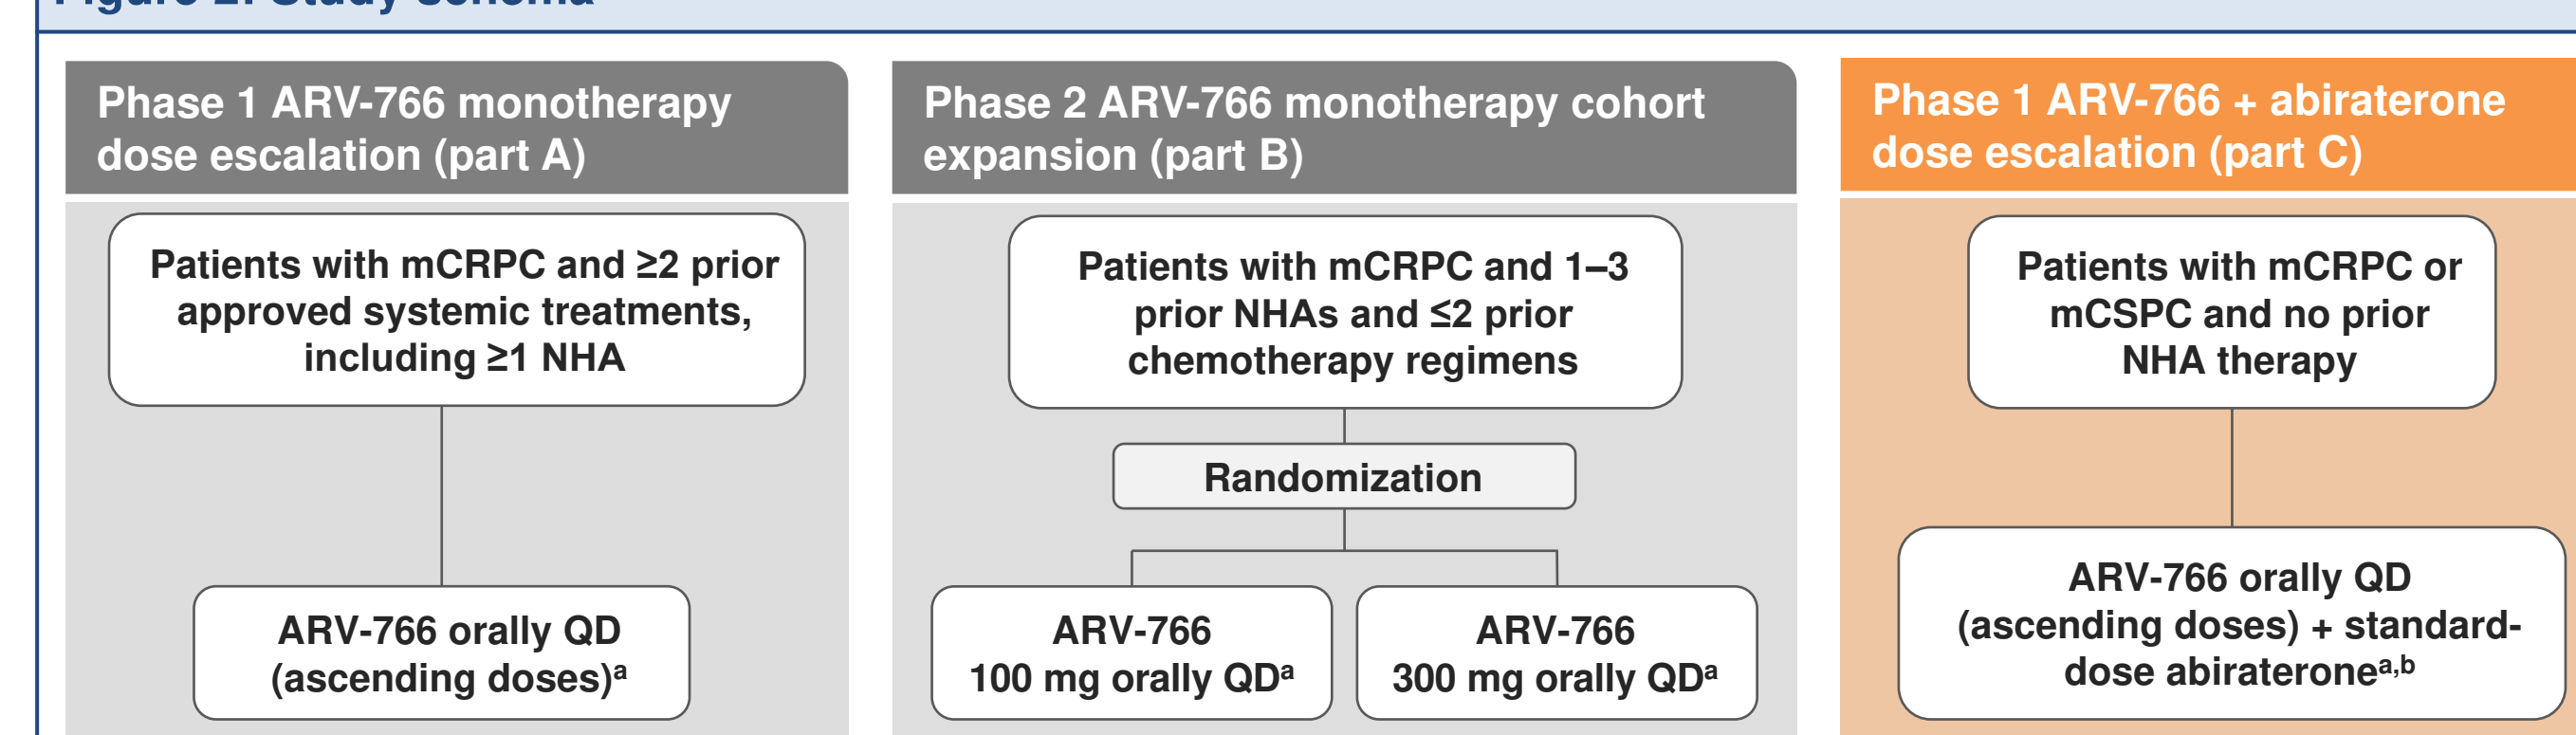 Figure 2: Study schema
Phase 1 ARV-766 monotherapy
dose escalation (part A)
Patients with mCRPC and ≥2 prior
approved systemic treatments,
including ≥1 NHA
ARV-766 orally QD
(ascending doses)a
Phase 2 ARV-766 monotherapy cohort
expansion (part B)
Patients with mCRPC and 1–3
prior NHAs and ≤2 prior
chemotherapy regimens
Randomization
ARV-766
100 mg orally QDa
ARV-766
300 mg orally QDa
Phase 1 ARV-766 + abiraterone
dose escalation (part C)
Patients with mCRPC or
mCSPC and no prior
NHA therapy
ARV-766 orally QD
(ascending doses) + standard-
dose abirateronea,b